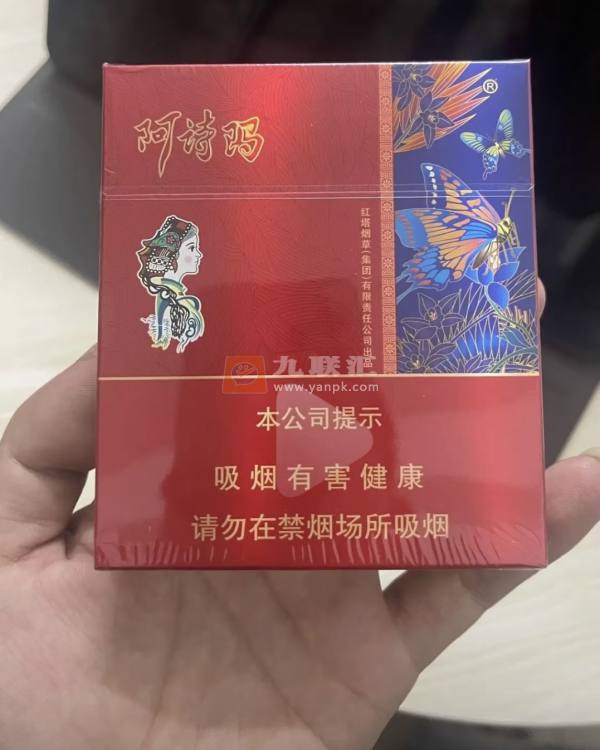 阿诗玛
®
红塔烟草(集团)有限责任公司出品
九联汇
www.yanpk.com
本公司提示
吸烟有害健康
请勿在禁烟场所吸烟